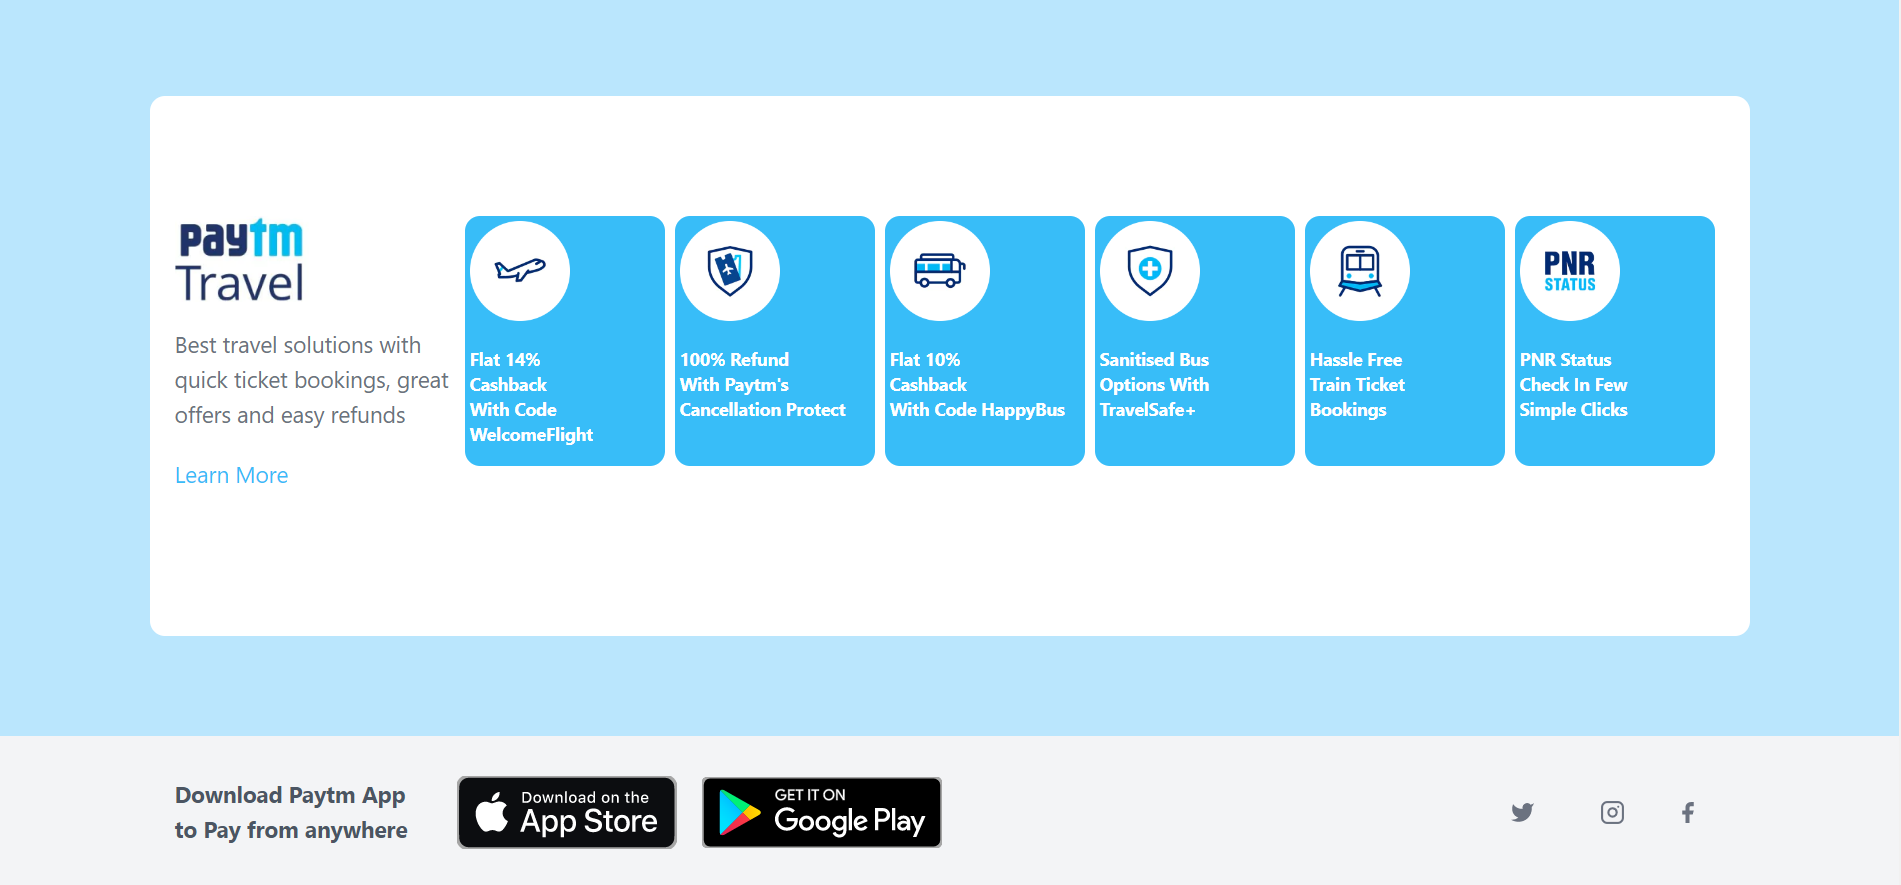 paytm
Travel
Best travel solutions with
quick ticket bookings, great
offers and easy refunds
Learn More
Flat 14%
Cashback
With Code
WelcomeFlight
100% Refund
With Paytm's
Cancellation Protect
Flat 10%
Cashback
With Code HappyBus
Sanitised Bus
Options With
TravelSafe+
Hassle Free
Train Ticket
Bookings
PNR
STATUS
PNR Status
Check In Few
Simple Clicks
Download Paytm App
to Pay from anywhere
Download on the
App Store
GET IT ON
Google Play